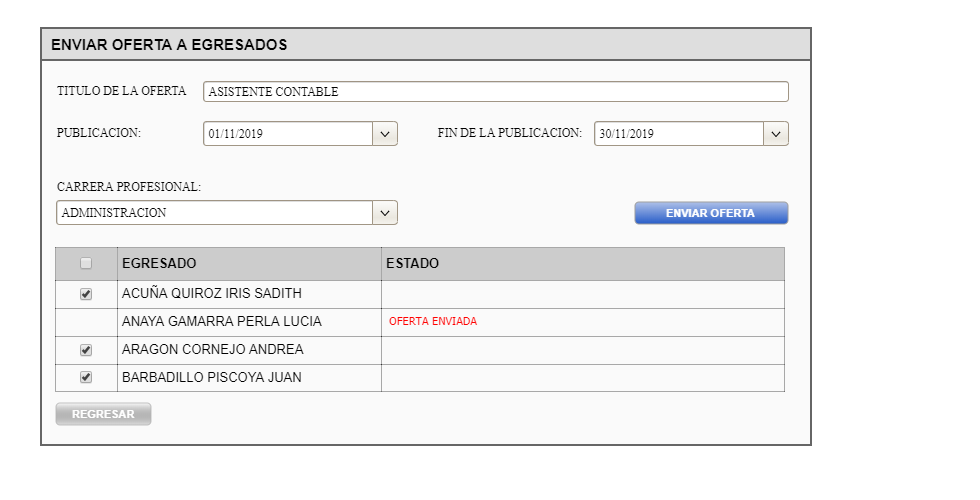 ENVIAR OFERTA A EGRESADOS
TITULO DE LA OFERTA ASISTENTE CONTABLE
PUBLICACION: 01/11/2019 FIN DE LA PUBLICACION: 30/11/2019
CARRERA PROFESIONAL:
ADMINISTRACION ENVIAR OFERTA
EGRESADO ESTADO
ACUÑA QUIROZ IRIS SADITH
ANAYA GAMARRA PERLA LUCIA OFERTA ENVIADA
ARAGON CORNEJO ANDREA
BARBADILLO PISCOYA JUAN
REGRESAR